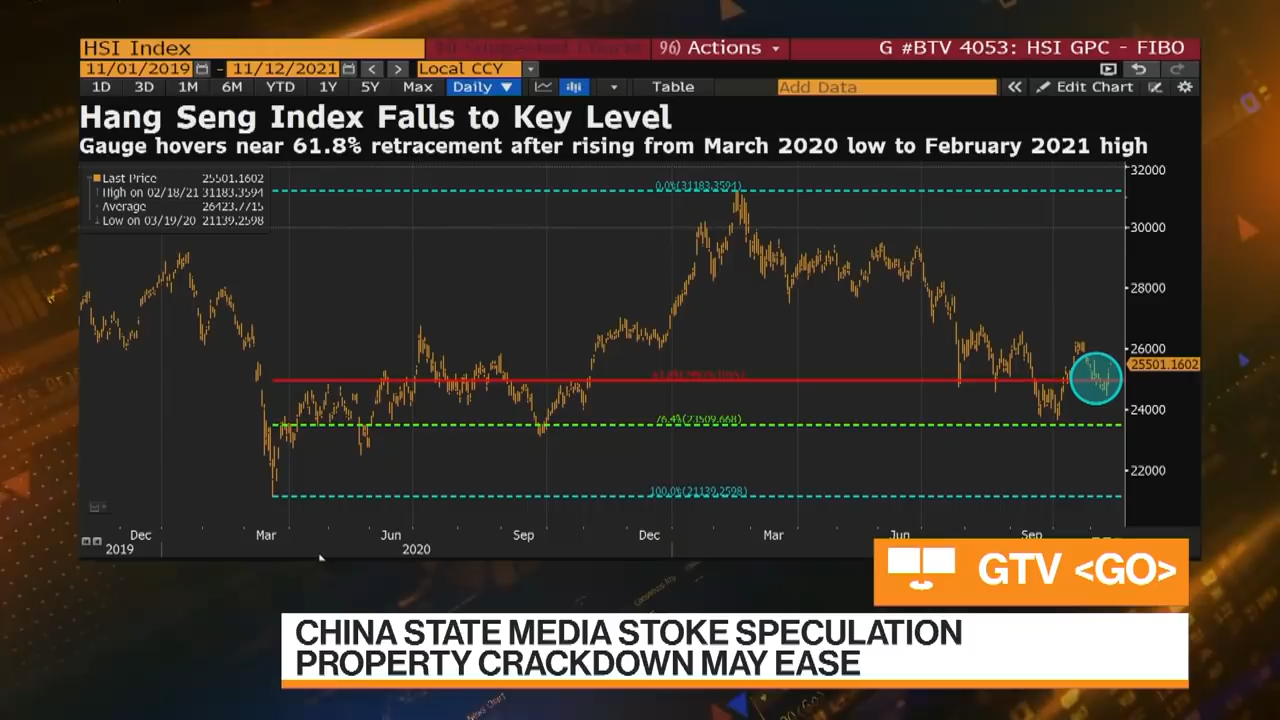 HSI Index
96) Actions
G #BTV 4053: HSI GPC - FIBO
11/01/2019 - 11/12/2021 < > Local CCY
1D 3D 1M 6M YTD 1Y 5Y Max Daily ▼ Table Add Data « Edit Chart
Hang Seng Index Falls to Key Level
Gauge hovers near 61.8% retracement after rising from March 2020 low to February 2021 high
Last Price 25501.1602
High on 02/18/21 31183.3594
Average 26423.7715
Low on 03/19/20 21139.2598
0.0%(31183.3594)
76.4%(23509.668)
100.0%(21139.2598)
32000
30000
28000
26000
25501.1602
24000
22000
Dec Mar Jun Sep Dec Mar Jun Sep
2019 2020
GTV <GO>
CHINA STATE MEDIA STOKE SPECULATION
PROPERTY CRACKDOWN MAY EASE